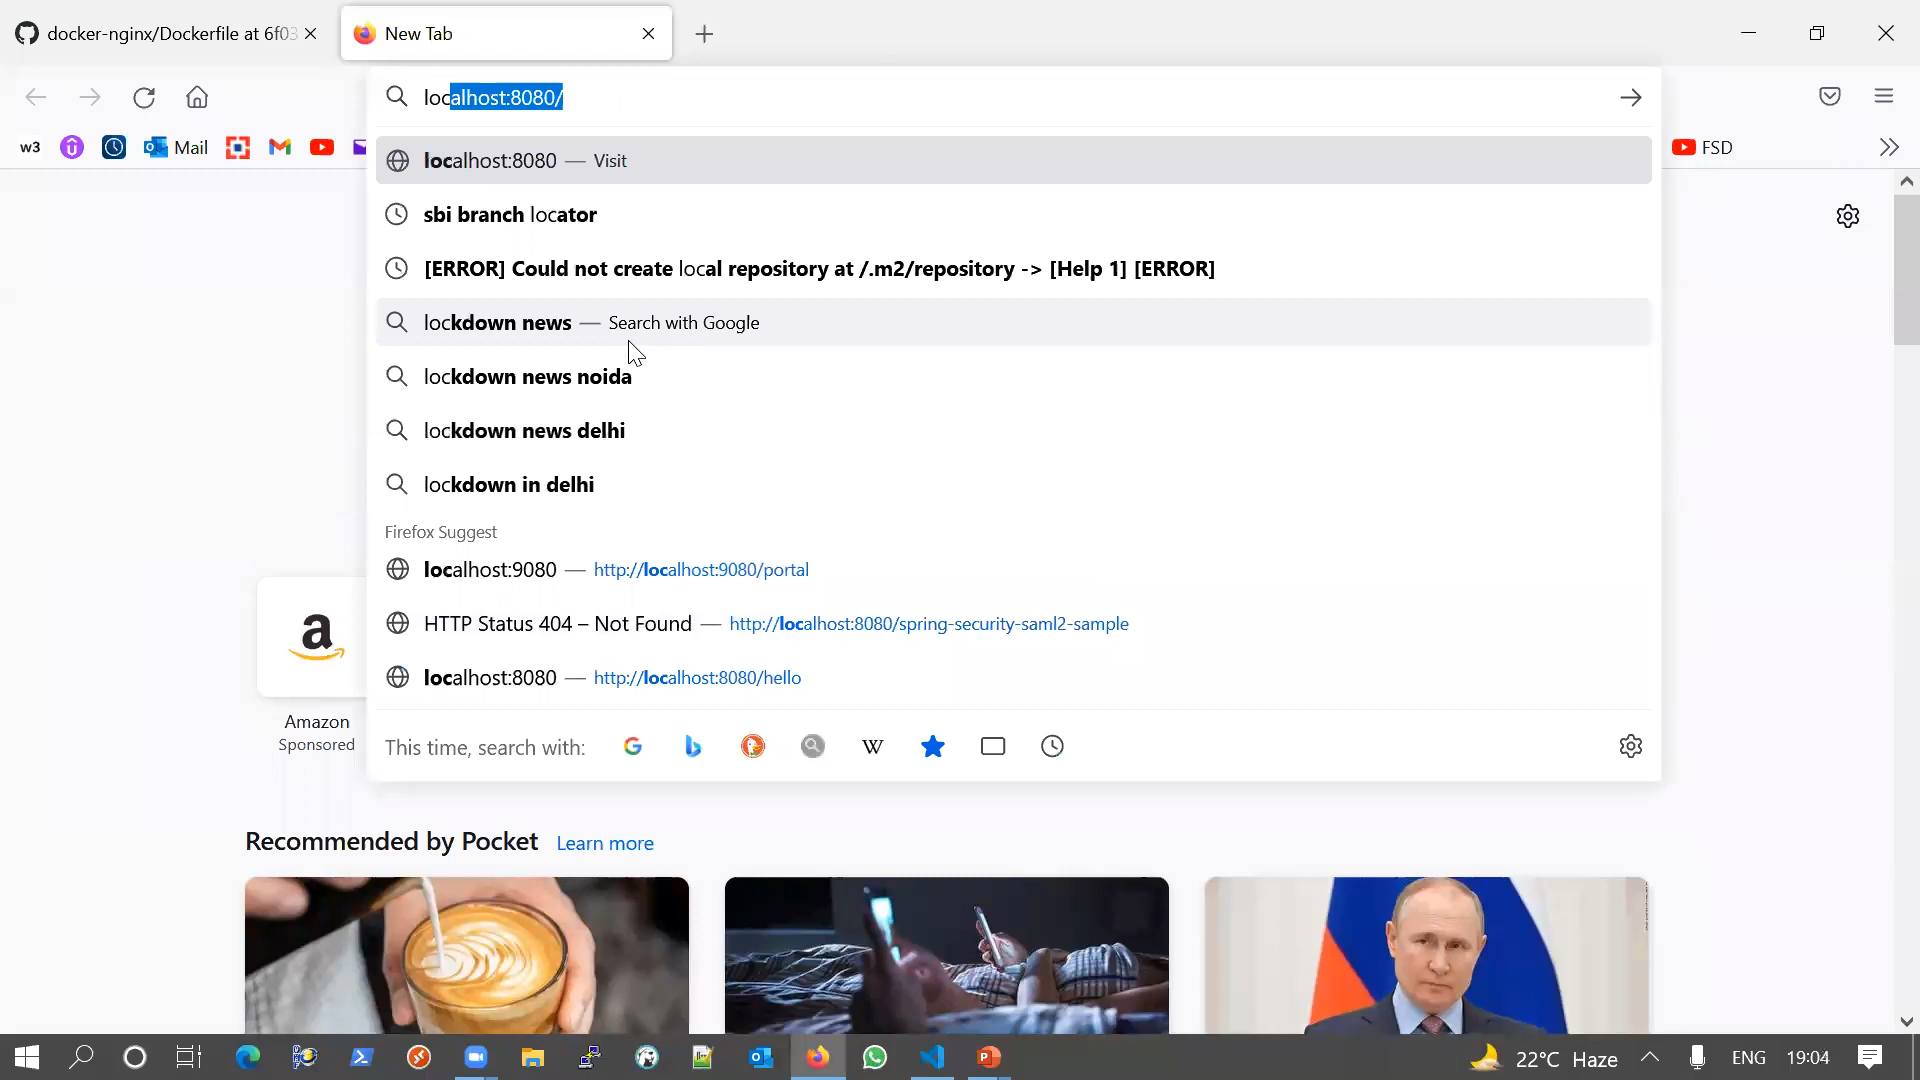 docker-nginx/Dockerfile at 6f03
New Tab
localhost:8080/
w3
Mail
FSD
localhost:8080 — Visit
sbi branch locator
[ERROR] Could not create local repository at /.m2/repository -> [Help 1] [ERROR]
lockdown news — Search with Google
lockdown news noida
lockdown news delhi
lockdown in delhi
Firefox Suggest
localhost:9080 — http://localhost:9080/portal
HTTP Status 404 – Not Found — http://localhost:8080/spring-security-saml2-sample
localhost:8080 — http://localhost:8080/hello
Amazon
Sponsored
This time, search with:
Recommended by Pocket Learn more
22°C Haze
ENG
19:04